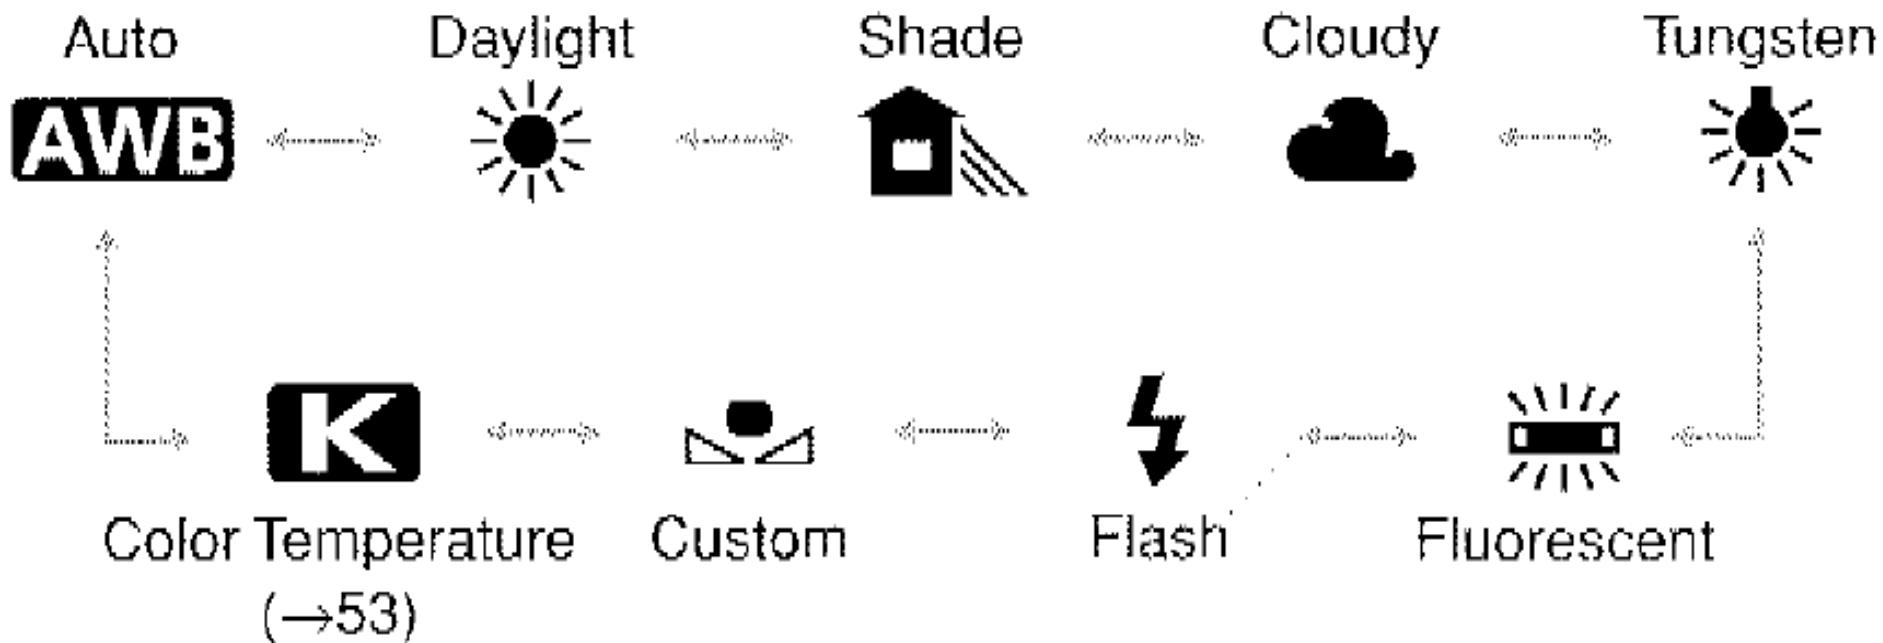 Auto Daylight Shade Cloudy Tungsten
AWB
K
Color Temperature Custom Flash Fluorescent
(→53)